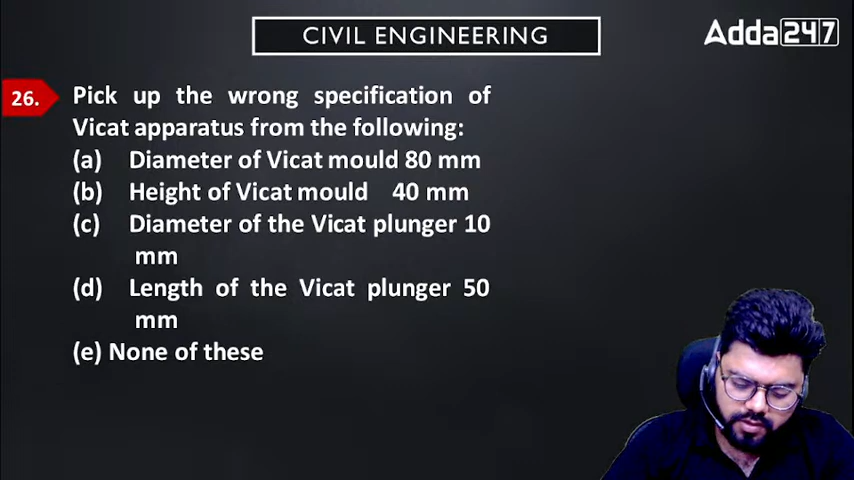 CIVIL ENGINEERING
Adda247
26.
Pick up the wrong specification of
Vicat apparatus from the following:
(a) Diameter of Vicat mould 80 mm
(b) Height of Vicat mould 40 mm
(c) Diameter of the Vicat plunger 10
mm
(d) Length of the Vicat plunger 50
mm
(e) None of these